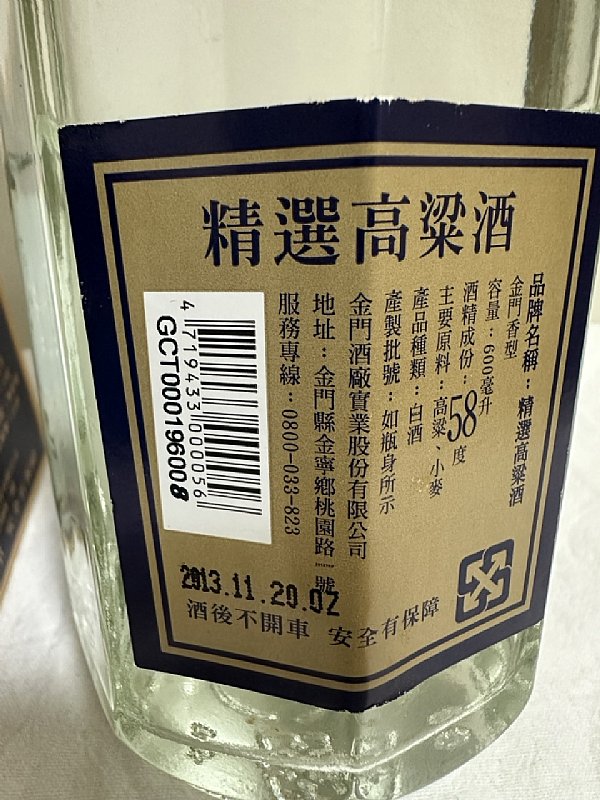 精選高粱酒
品牌名稱：精選高粱酒
金門香型
容量：600毫升
酒精成份：58度
主要原料：高粱、小麥
產品種類：白酒
產製批號：如瓶身所示
金門酒廠實業股份有限公司
地址：金門縣金寧鄉桃園路一號
服務專線：0800-033-823
4719433000056
GCT000196008
2013.11.20.0Z
酒後不開車 安全有保障